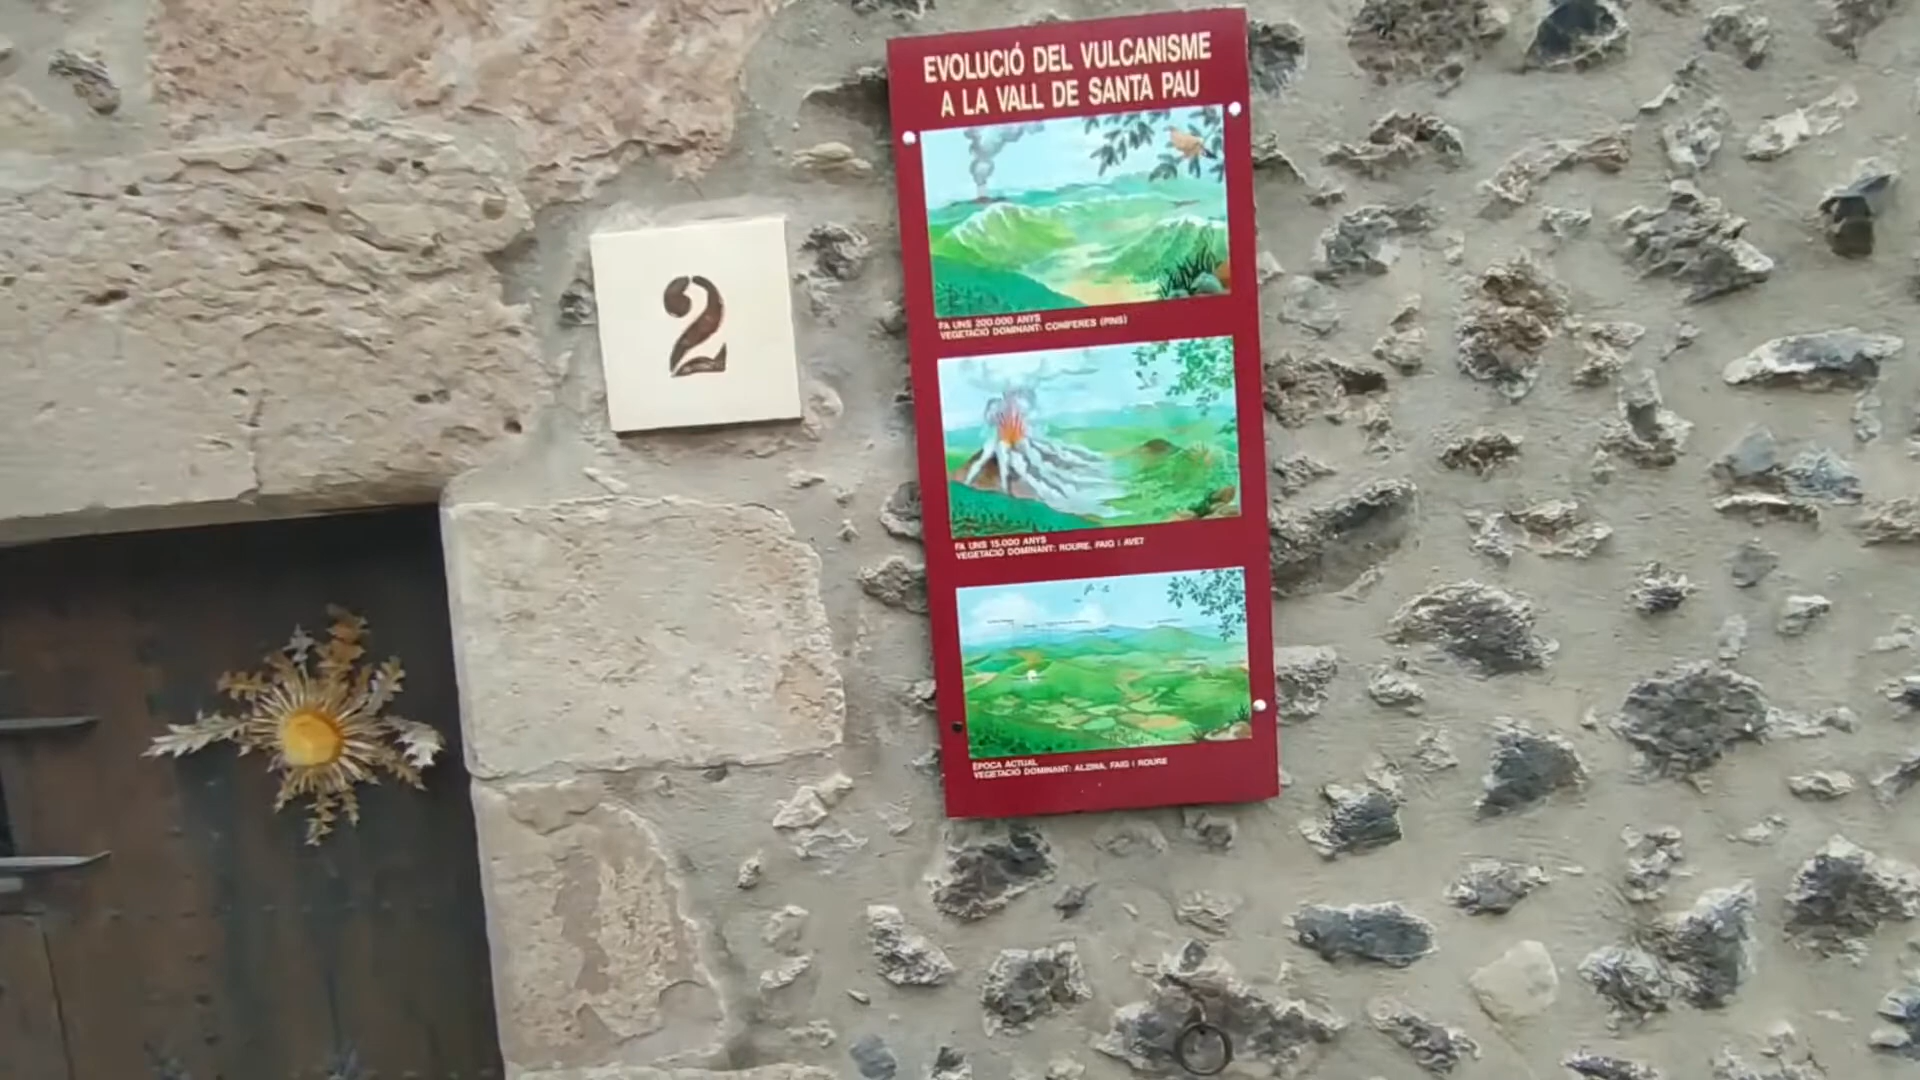 2
EVOLUCIÓ DEL VULCANISME
A LA VALL DE SANTA PAU
FA UNS 200.000 ANYS
VEGETACIÓ DOMINANT: CONIFERES (PINS)
FA UNS 15.000 ANYS
VEGETACIÓ DOMINANT: ROURE, FAIG I AVET
ÈPOCA ACTUAL
VEGETACIÓ DOMINANT: ALZINA, FAIG I ROURE